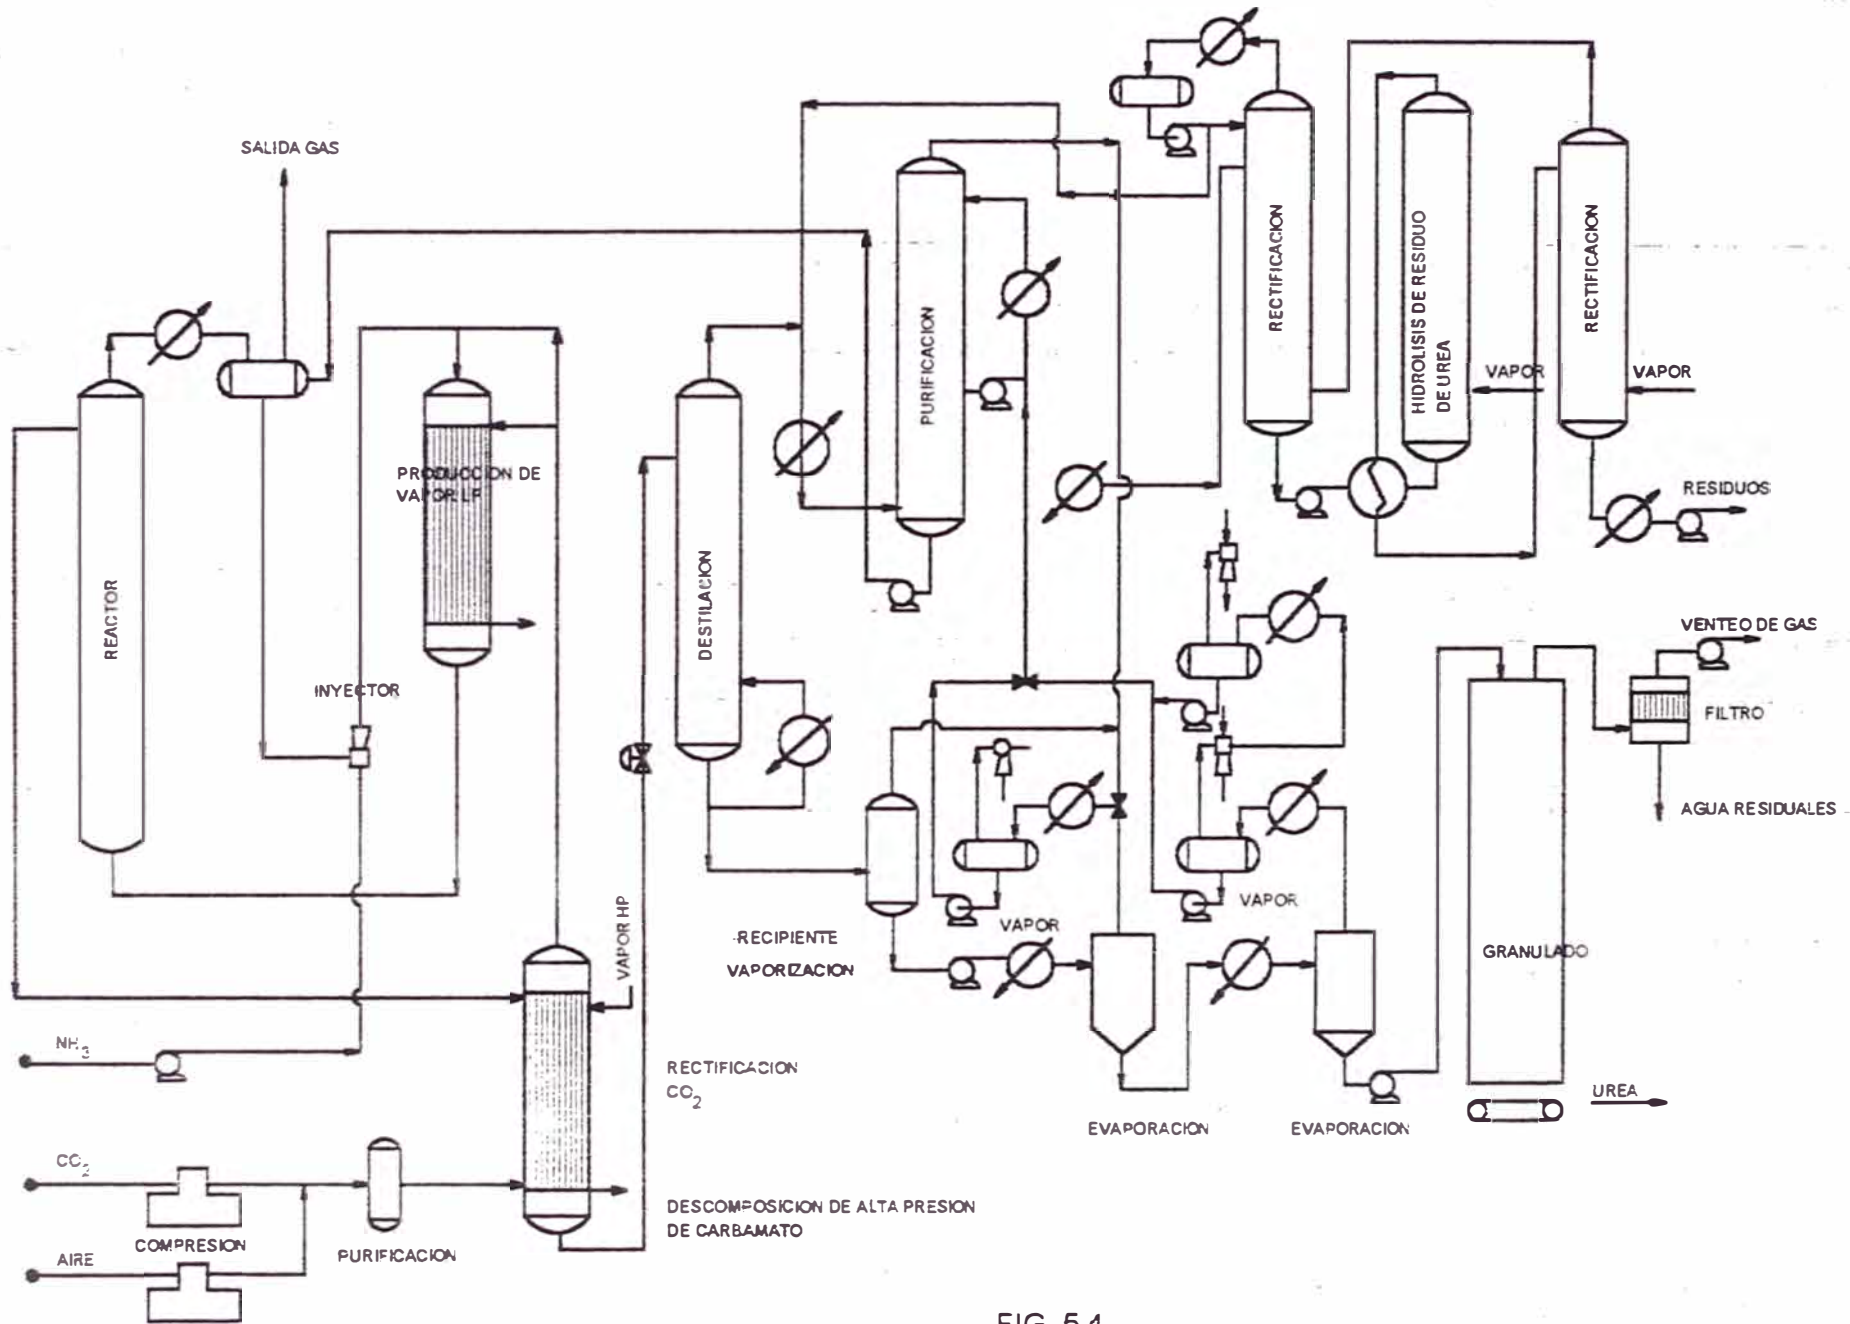 SALIDA GAS
REACTOR
PRODUCCION DE
VAPOR LP
INYECTOR
NH3
CO2
COMPRESION
AIRE
PURIFICACION
VAPOR HP
RECTIFICACION
CO2
DESCOMPOSICION DE ALTA PRESION
DE CARBAMATO
DESTILACION
PURIFICACION
RECIPIENTE
VAPORIZACION
VAPOR
EVAPORACION
VAPOR
EVAPORACION
RECTIFICACION
HIDROLISIS DE RESIDUO
DE UREA
VAPOR
RECTIFICACION
VAPOR
RESIDUOS
VENTEO DE GAS
FILTRO
AGUA RESIDUALES
GRANULADO
UREA
FIG. 5.4